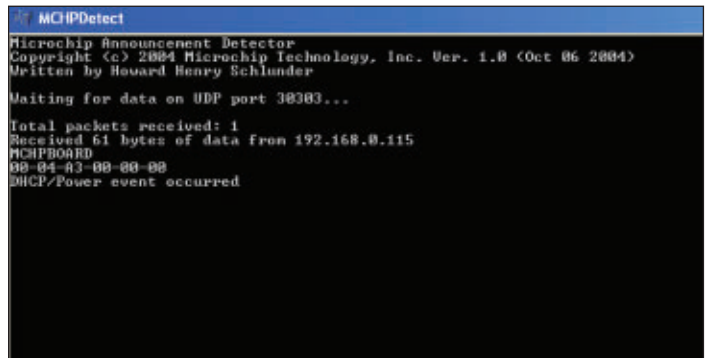 MCHPDetect
Microchip Announcement Detector
Copyright (c) 2004 Microchip Technology, Inc. Ver. 1.0 (Oct 06 2004)
Written by Howard Henry Schlunder
Waiting for data on UDP port 30303...
Total packets received: 1
Received 61 bytes of data from 192.168.0.115
MCHPBOARD
00-04-A3-00-00-00
DHCP/Power event occurred